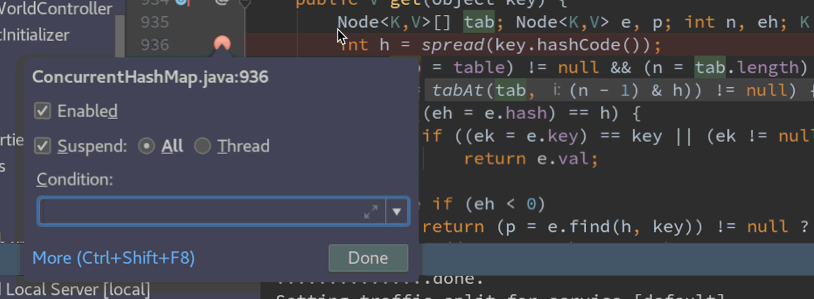 934 public V get(Object key) {
WorldController
935 Node<K,V>[] tab; Node<K,V> e, p; int n, eh; K
tInitializer
936 int h = spread(key.hashCode());
ConcurrentHashMap.java:936
= table) != null && (n = tab.length)
Enabled
tabAt(tab, i: (n - 1) & h)) != null) {
(eh = e.hash) == h) {
Suspend: All Thread
if ((ek = e.key) == key || (ek != null
return e.val;
Condition:
if (eh < 0)
return (p = e.find(h, key)) != null ?
More (Ctrl+Shift+F8) Done
Local Server [local]
done.
Setting traffic split for service [default]